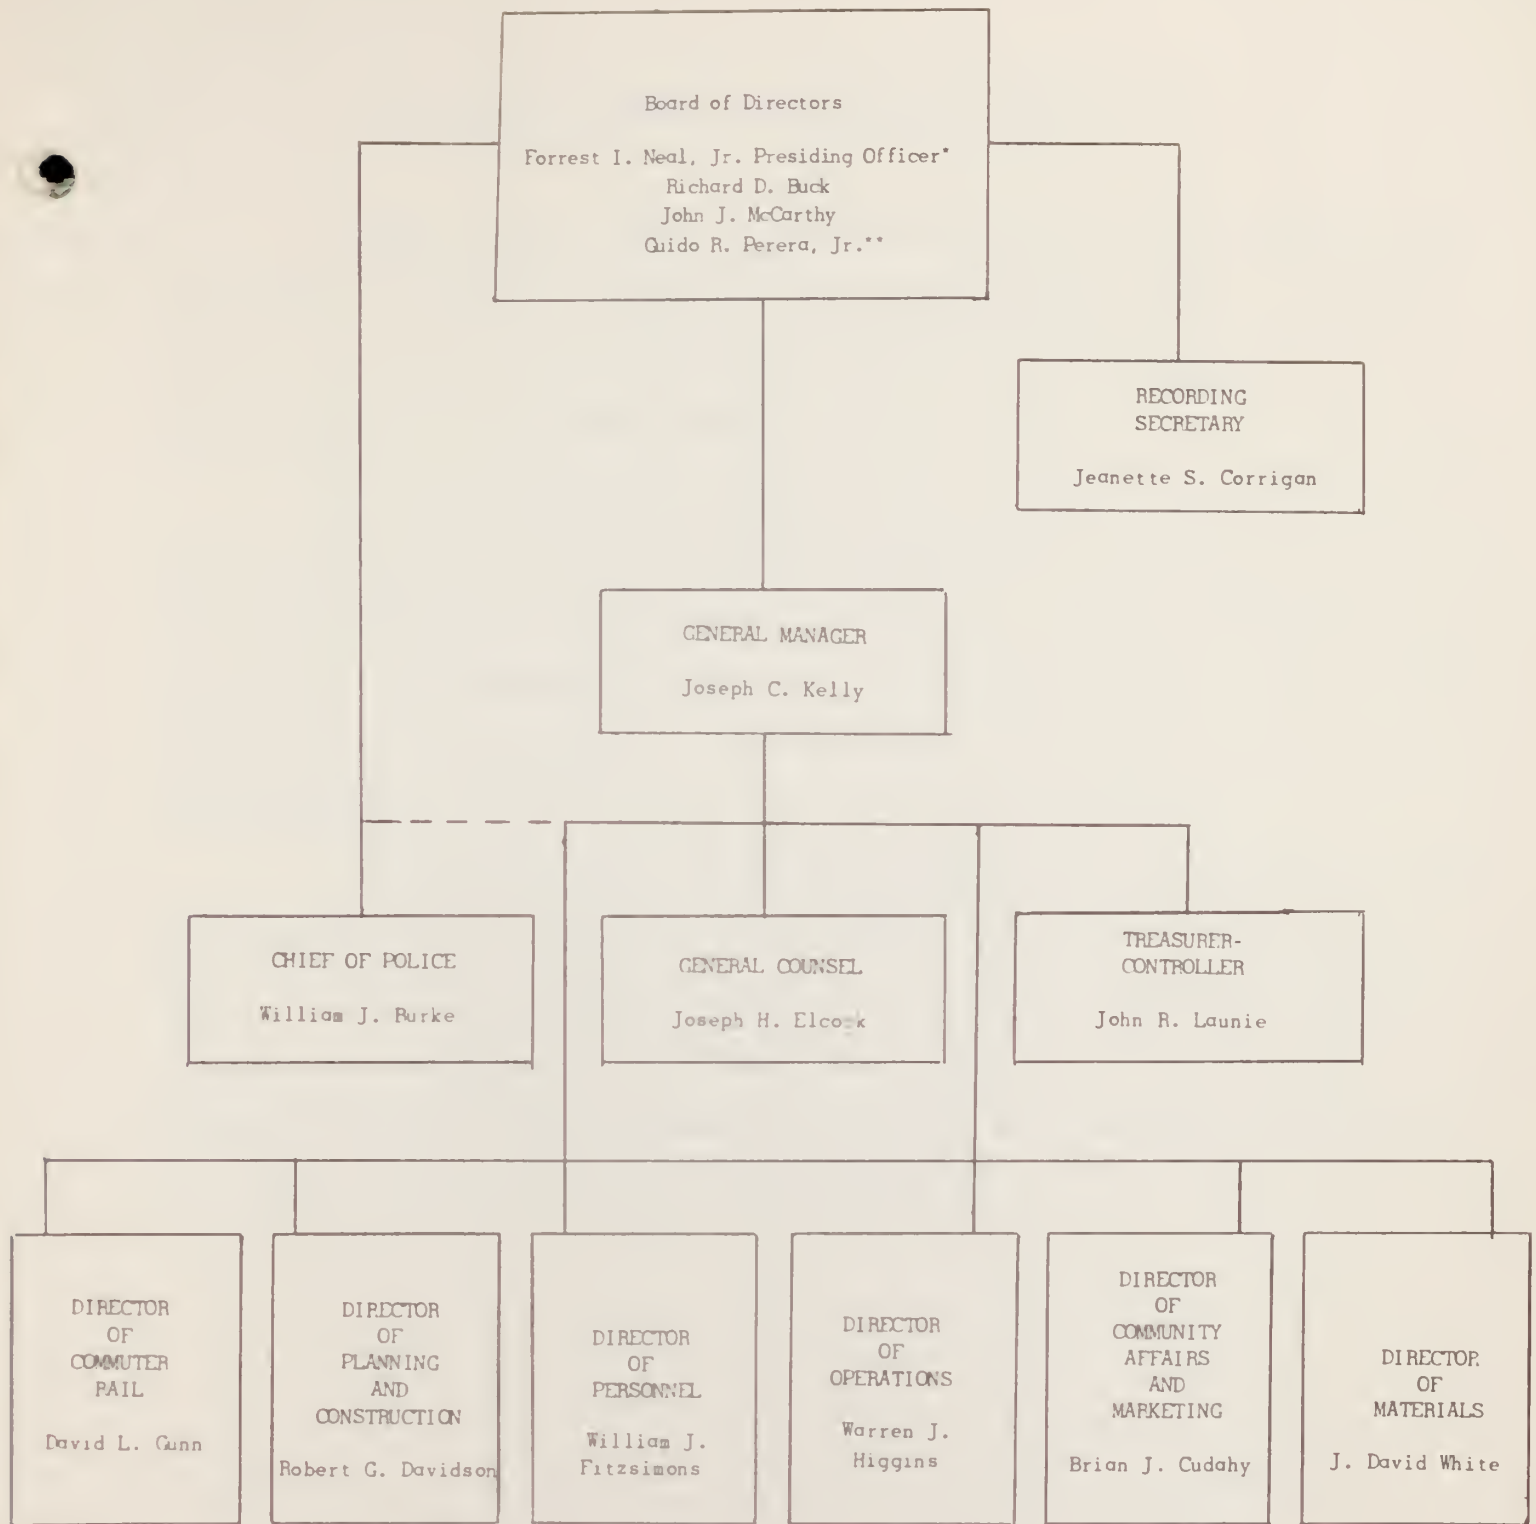 Board of Directors
Forrest I. Neal, Jr. Presiding Officer*
Richard D. Buck
John J. McCarthy
Guido R. Perera, Jr.**
RECORDING
SECRETARY
Jeanette S. Corrigan
GENERAL MANAGER
Joseph C. Kelly
CHIEF OF POLICE
William J. Burke
GENERAL COUNSEL
Joseph H. Elcock
TREASURER-
CONTROLLER
John R. Launie
DIRECTOR
OF
COMMUTER
RAIL
David L. Gunn
DIRECTOR
OF
PLANNING
AND
CONSTRUCTION
Robert G. Davidson
DIRECTOR
OF
PERSONNEL
William J.
Fitzsimons
DIRECTOR
OF
OPERATIONS
Warren J.
Higgins
DIRECTOR
OF
COMMUNITY
AFFAIRS
AND
MARKETING
Brian J. Cudahy
DIRECTOR
OF
MATERIALS
J. David White